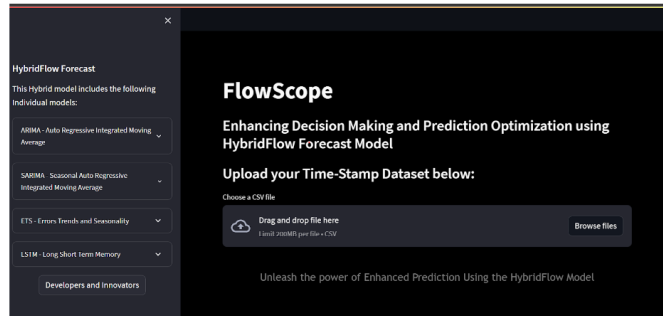 ×
HybridFlow Forecast
This Hybrid model includes the following
Individual models:
ARIMA - Auto Regressive Integrated Moving
Average
SARIMA - Seasonal Auto Regressive
Integrated Moving Average
ETS - Errors Trends and Seasonality
LSTM - Long Short Term Memory
Developers and Innovators
FlowScope
Enhancing Decision Making and Prediction Optimization using
HybridFlow Forecast Model
Upload your Time-Stamp Dataset below:
Choose a CSV file
Drag and drop file here
Limit 200MB per file • CSV
Browse files
Unleash the power of Enhanced Prediction Using the HybridFlow Model